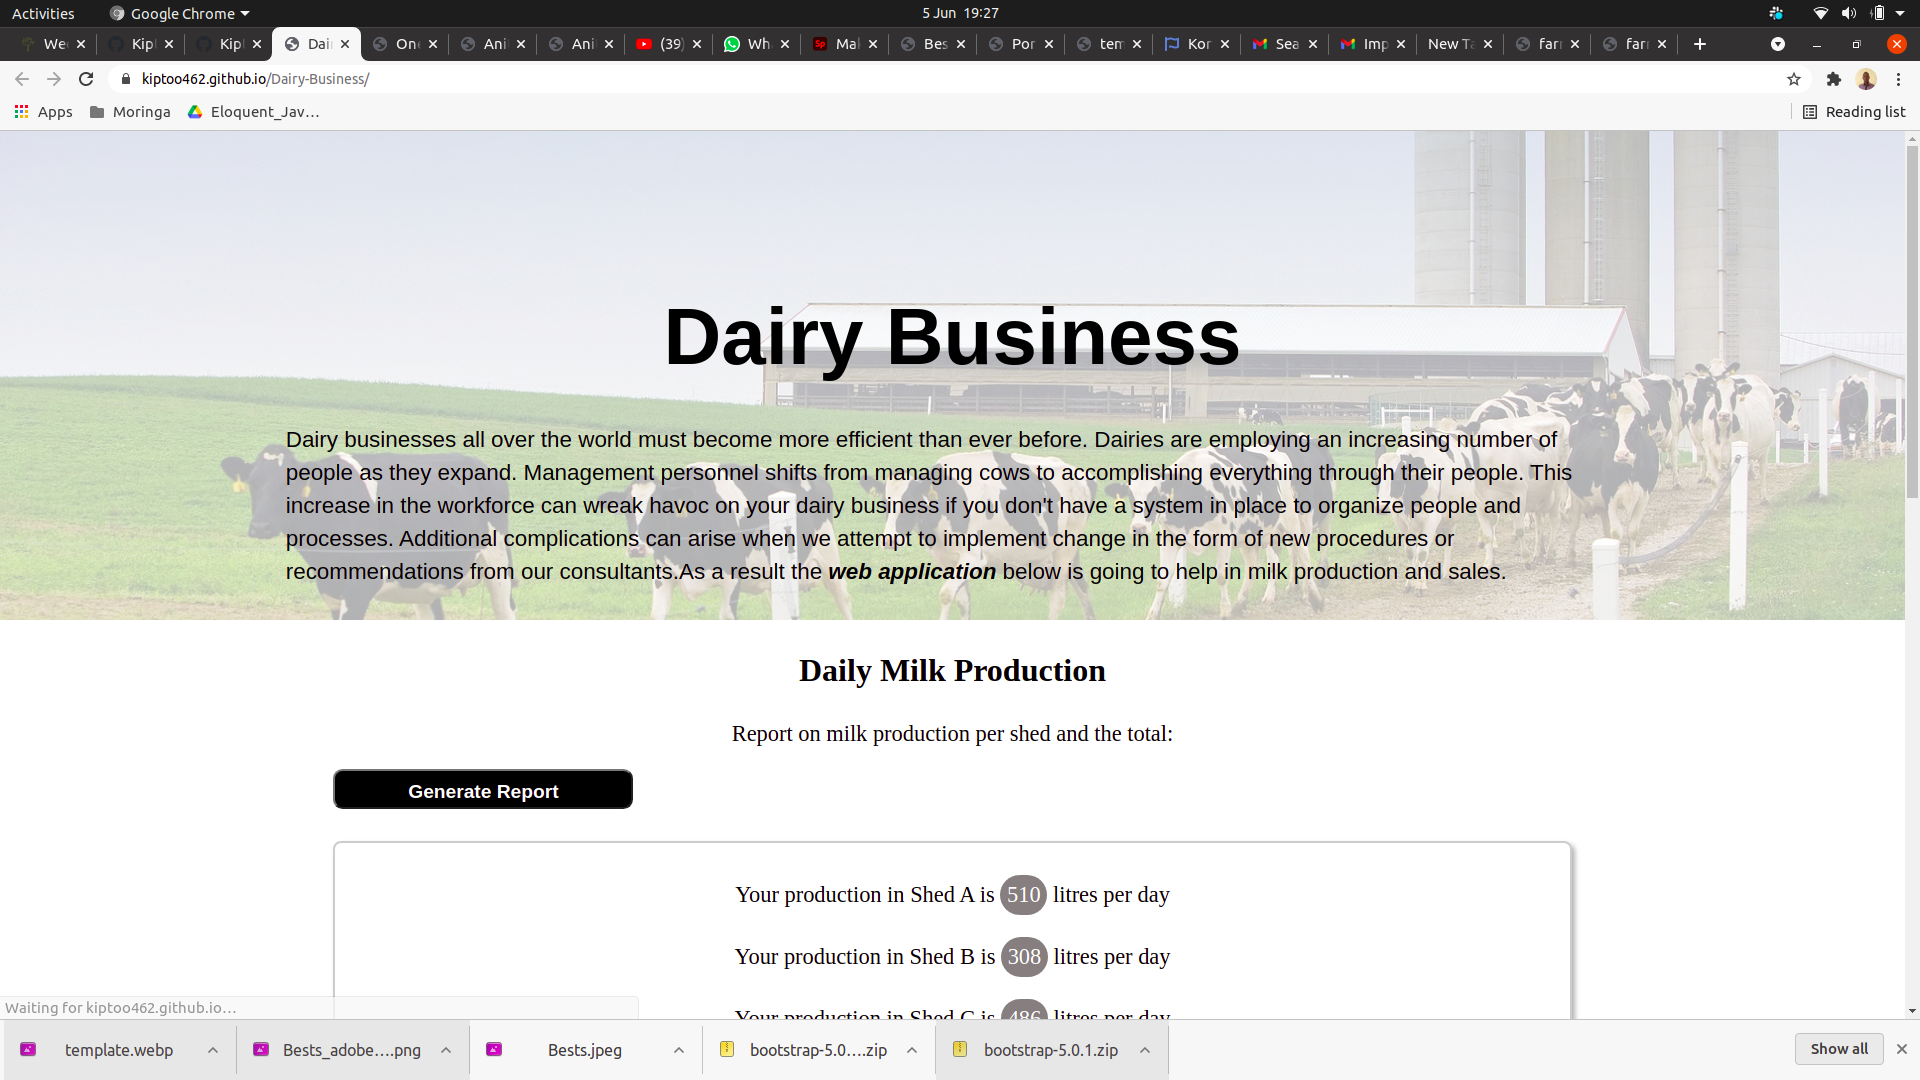 Activities
Google Chrome
5 Jun 19:27
We
Kip
Kip
Dai
On
Ani
Ani
(39)
Wh
Ma
Bes
Por
tem
Kor
Sea
Imp
New Ta
far
far
kiptoo462.github.io/Dairy-Business/
Apps
Moringa
Eloquent_Jav…
Reading list
Dairy Business
Dairy businesses all over the world must become more efficient than ever before. Dairies are employing an increasing number of
people as they expand. Management personnel shifts from managing cows to accomplishing everything through their people. This
increase in the workforce can wreak havoc on your dairy business if you don't have a system in place to organize people and
processes. Additional complications can arise when we attempt to implement change in the form of new procedures or
recommendations from our consultants.As a result the web application below is going to help in milk production and sales.
Daily Milk Production
Report on milk production per shed and the total:
Generate Report
Your production in Shed A is 510 litres per day
Your production in Shed B is 308 litres per day
Your production in Shed C is 486 litres per day
Waiting for kiptoo462.github.io…
template.webp
Bests_adobe….png
Bests.jpeg
bootstrap-5.0….zip
bootstrap-5.0.1.zip
Show all